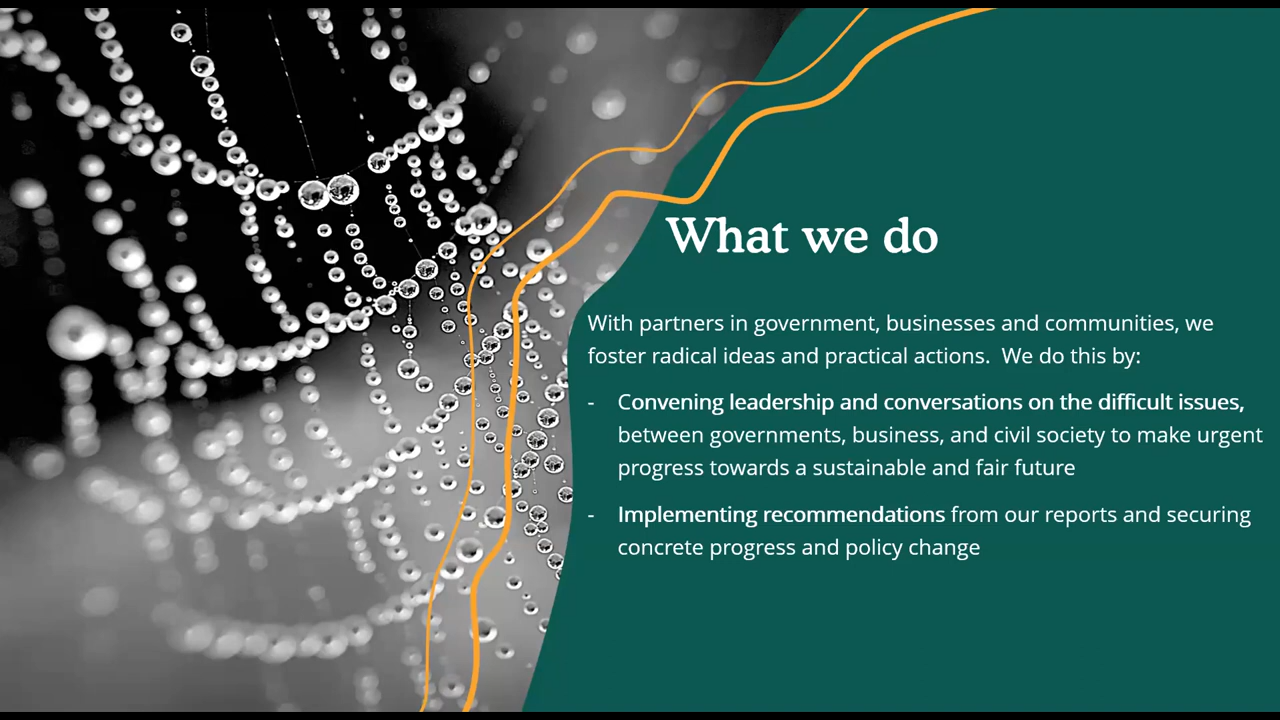 What we do
With partners in government, businesses and communities, we
foster radical ideas and practical actions.  We do this by:
- Convening leadership and conversations on the difficult issues,
between governments, business, and civil society to make urgent
progress towards a sustainable and fair future
- Implementing recommendations from our reports and securing
concrete progress and policy change